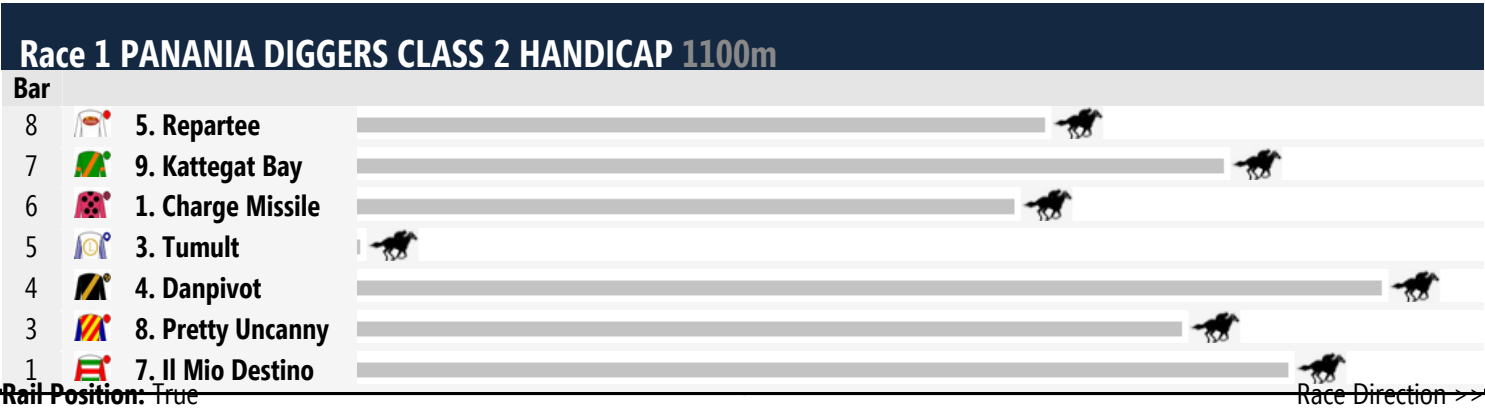 Race 1 PANANIA DIGGERS CLASS 2 HANDICAP 1100m
Bar
8 5. Repartee
7 9. Kattegat Bay
6 1. Charge Missile
5 3. Tumult
4 4. Danpivot
3 8. Pretty Uncanny
1 7. Il Mio Destino
Rail Position: True Race Direction >>